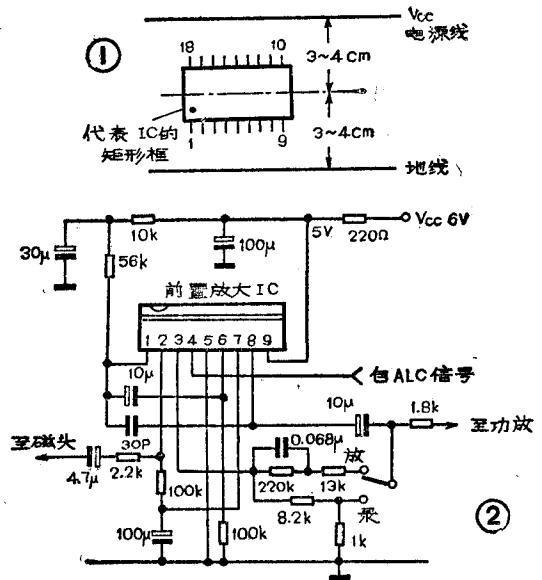 ①
Vcc
电源线
18
10
3~4cm
代表IC的
矩形框
1
9
3~4cm
地线
10k
5V
220Ω
Vcc 6V
30μ
56k
100μ
前置放大IC
1 2 3 4 5 6 7 8 9
10μ
ALC信号
10μ
1.8k
至功放
至磁头
30P
0.068μ
放
4.7μ
2.2k
220k
13k
100k
8.2k
录
②
100μ
100k
1k